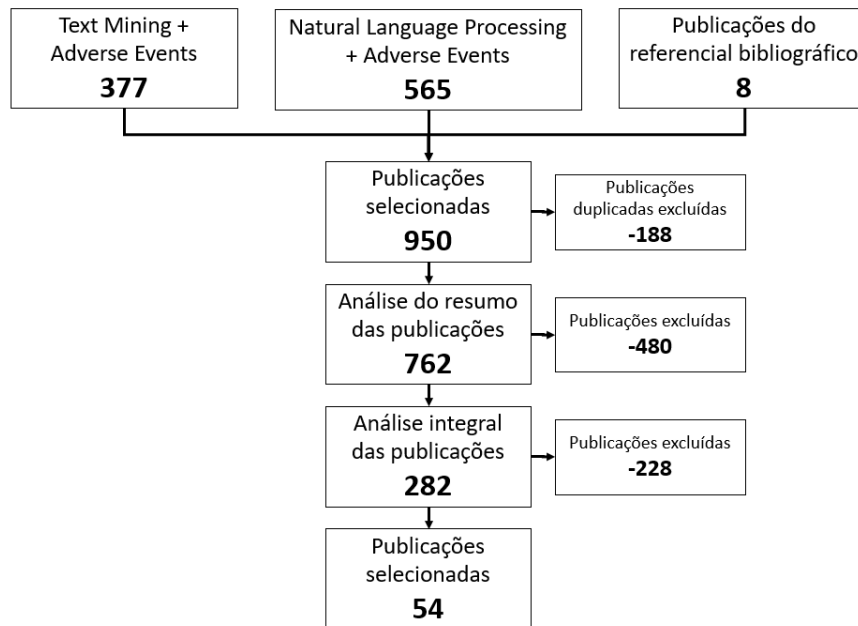 Text Mining +
Adverse Events
377
Natural Language Processing
+ Adverse Events
565
Publicações do
referencial bibliográfico
8
Publicações
selecionadas
950
Publicações
duplicadas excluídas
-188
Análise do resumo
das publicações
762
Publicações excluídas
-480
Análise integral
das publicações
282
Publicações excluídas
-228
Publicações
selecionadas
54